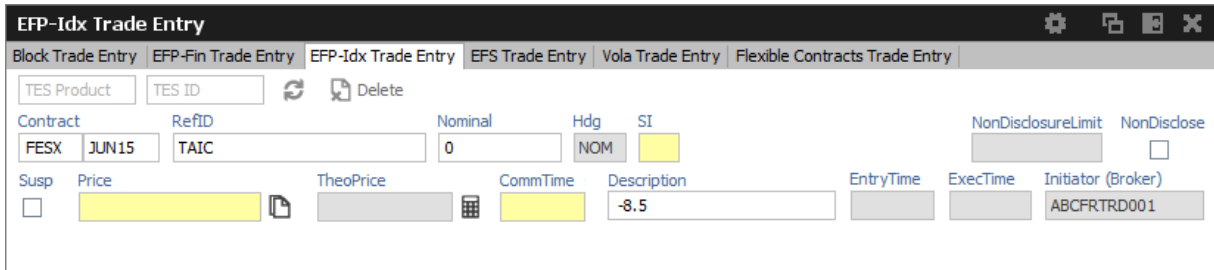 EFP-Idx Trade Entry
Block Trade Entry EFP-Fin Trade Entry EFP-Idx Trade Entry EFS Trade Entry Vola Trade Entry Flexible Contracts Trade Entry
TES Product TES ID Delete
Contract RefID Nominal Hdg SI NonDisclosureLimit NonDisclose
FESX JUN15 TAIC 0 NOM
Susp Price TheoPrice CommTime Description EntryTime ExecTime Initiator (Broker)
-8.5 ABCFRTRD001